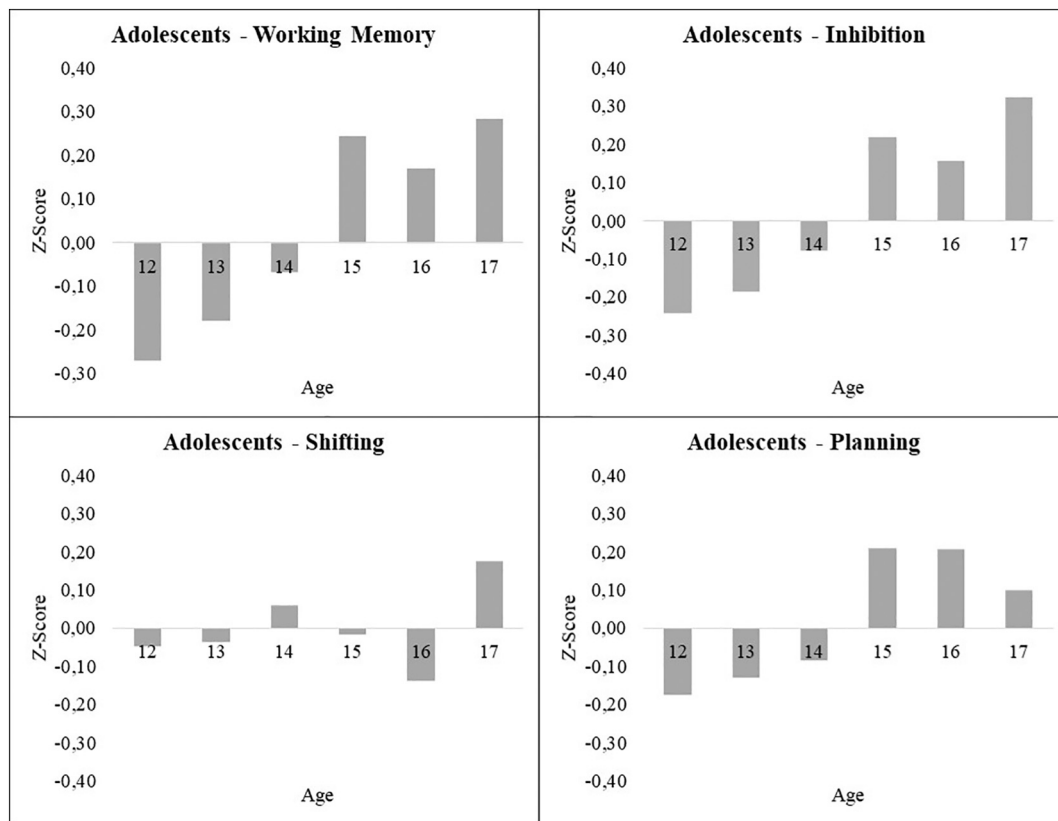 Adolescents - Working Memory
0,40
0,30
0,20
0,10
0,00
-0,10
-0,20
-0,30
Z-Score
12 13 14 15 16 17
Age
Adolescents - Inhibition
0,40
0,30
0,20
0,10
0,00
-0,10
-0,20
-0,30
-0,40
Z-Score
12 13 14 15 16 17
Age
Adolescents - Shifting
0,40
0,30
0,20
0,10
0,00
-0,10
-0,20
-0,30
-0,40
Z-Score
12 13 14 15 16 17
Age
Adolescents - Planning
0,40
0,30
0,20
0,10
0,00
-0,10
-0,20
-0,30
-0,40
Z-Score
12 13 14 15 16 17
Age